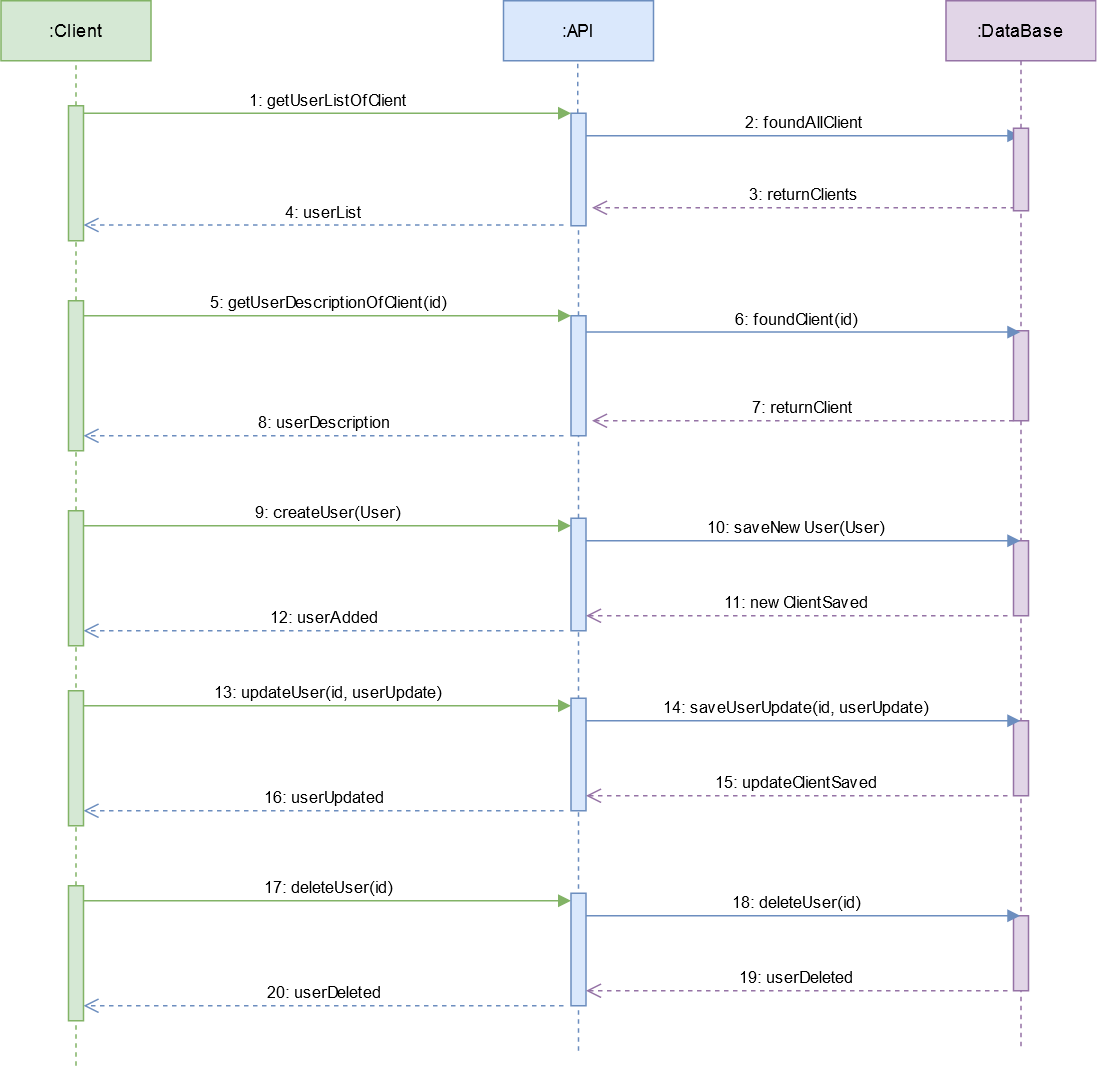 :Client
:API
:DataBase
1: getUserListOfClient
2: foundAllClient
3: returnClients
4: userList
5: getUserDescriptionOfClient(id)
6: foundClient(id)
7: returnClient
8: userDescription
9: createUser(User)
10: saveNew User(User)
11: new ClientSaved
12: userAdded
13: updateUser(id, userUpdate)
14: saveUserUpdate(id, userUpdate)
15: updateClientSaved
16: userUpdated
17: deleteUser(id)
18: deleteUser(id)
19: userDeleted
20: userDeleted